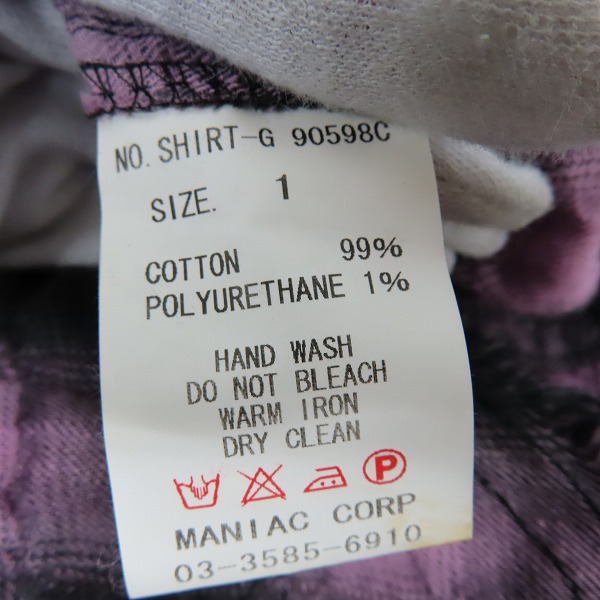 NO. SHIRT-G 90598C
SIZE. 1
COTTON 99%
POLYURETHANE 1%
HAND WASH
DO NOT BLEACH
WARM IRON
DRY CLEAN
P
MANIAC CORP
03-3585-6910